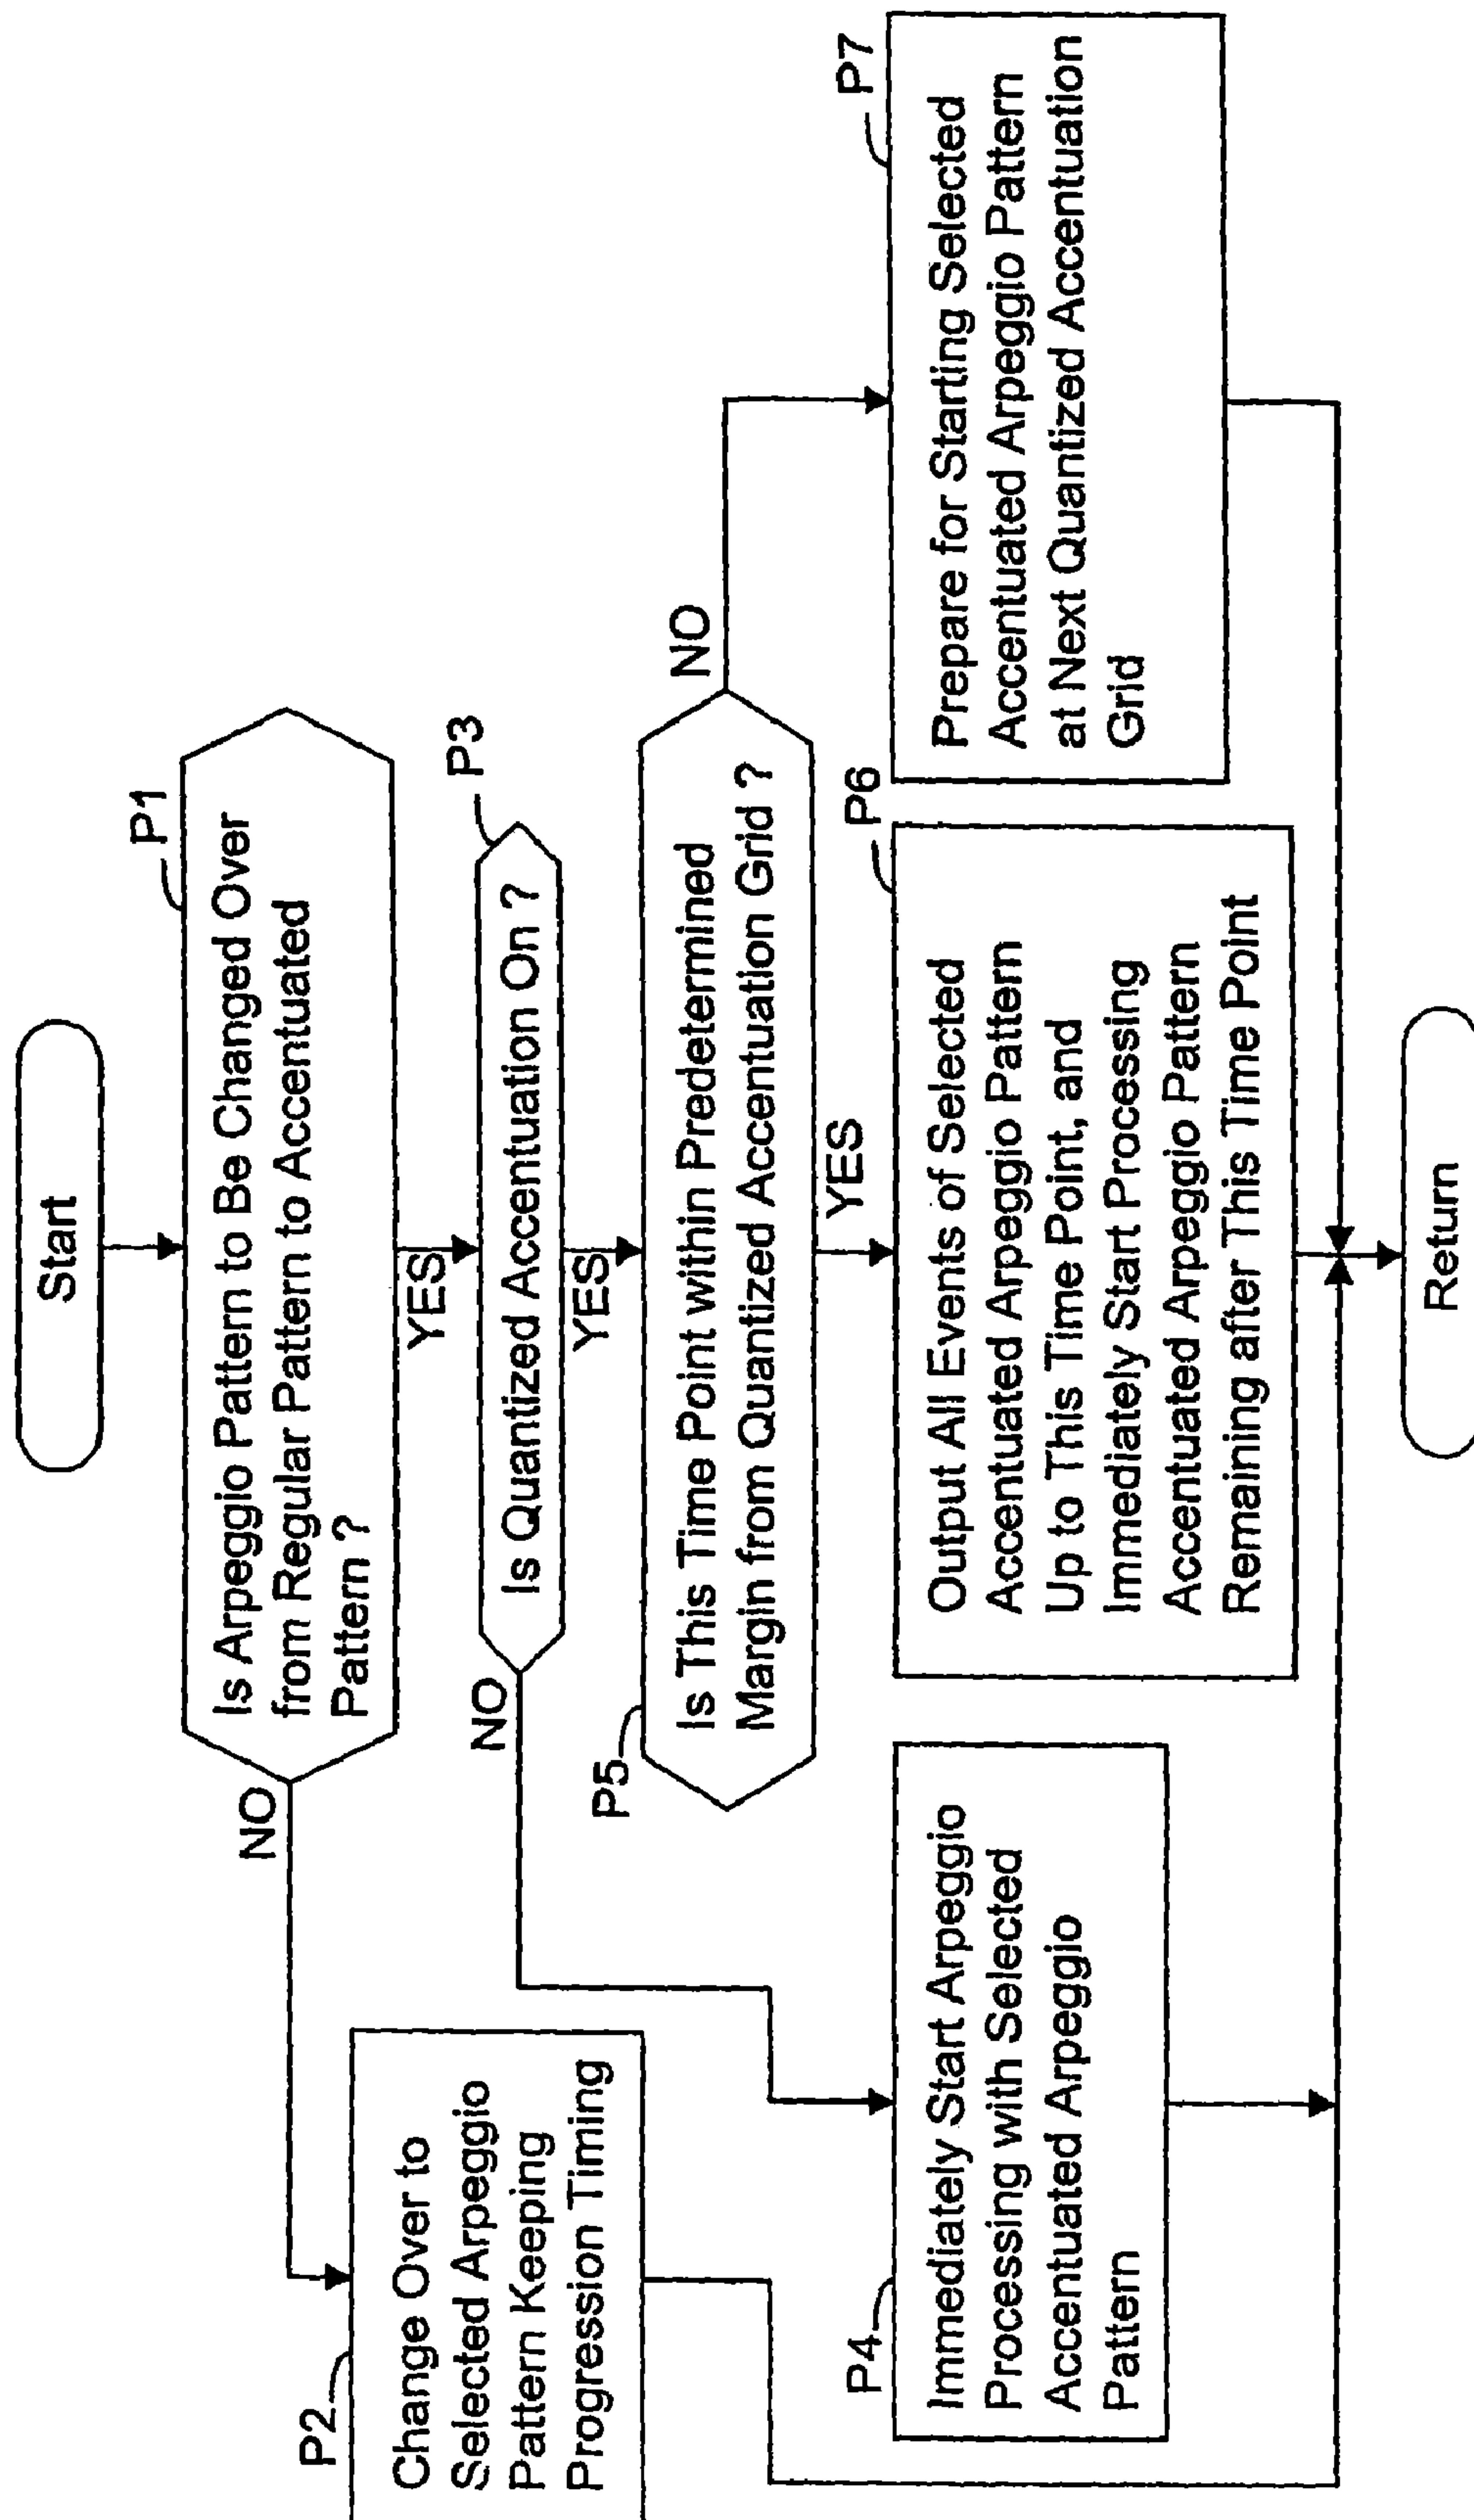 Start
P1
Is Arpeggio Pattern to Be Changed Over
from Regular Pattern to Accentuated
Pattern ?
NO
YES
P2
Change Over to
Selected Arpeggio
Pattern Keeping
Progression Timing
P3
Is Quantized Accentuation On ?
NO
YES
P5
Is This Time Point within Predetermined
Margin from Quantized Accentuation Grid ?
NO
YES
P4
Immediately Start Arpeggio
Processing with Selected
Accentuated Arpeggio
Pattern
P6
Output All Events of Selected
Accentuated Arpeggio Pattern
Up to This Time Point, and
Immediately Start Processing
Accentuated Arpeggio Pattern
Remaining after This Time Point
P7
Prepare for Starting Selected
Accentuated Arpeggio Pattern
at Next Quantized Accentuation
Grid
Return